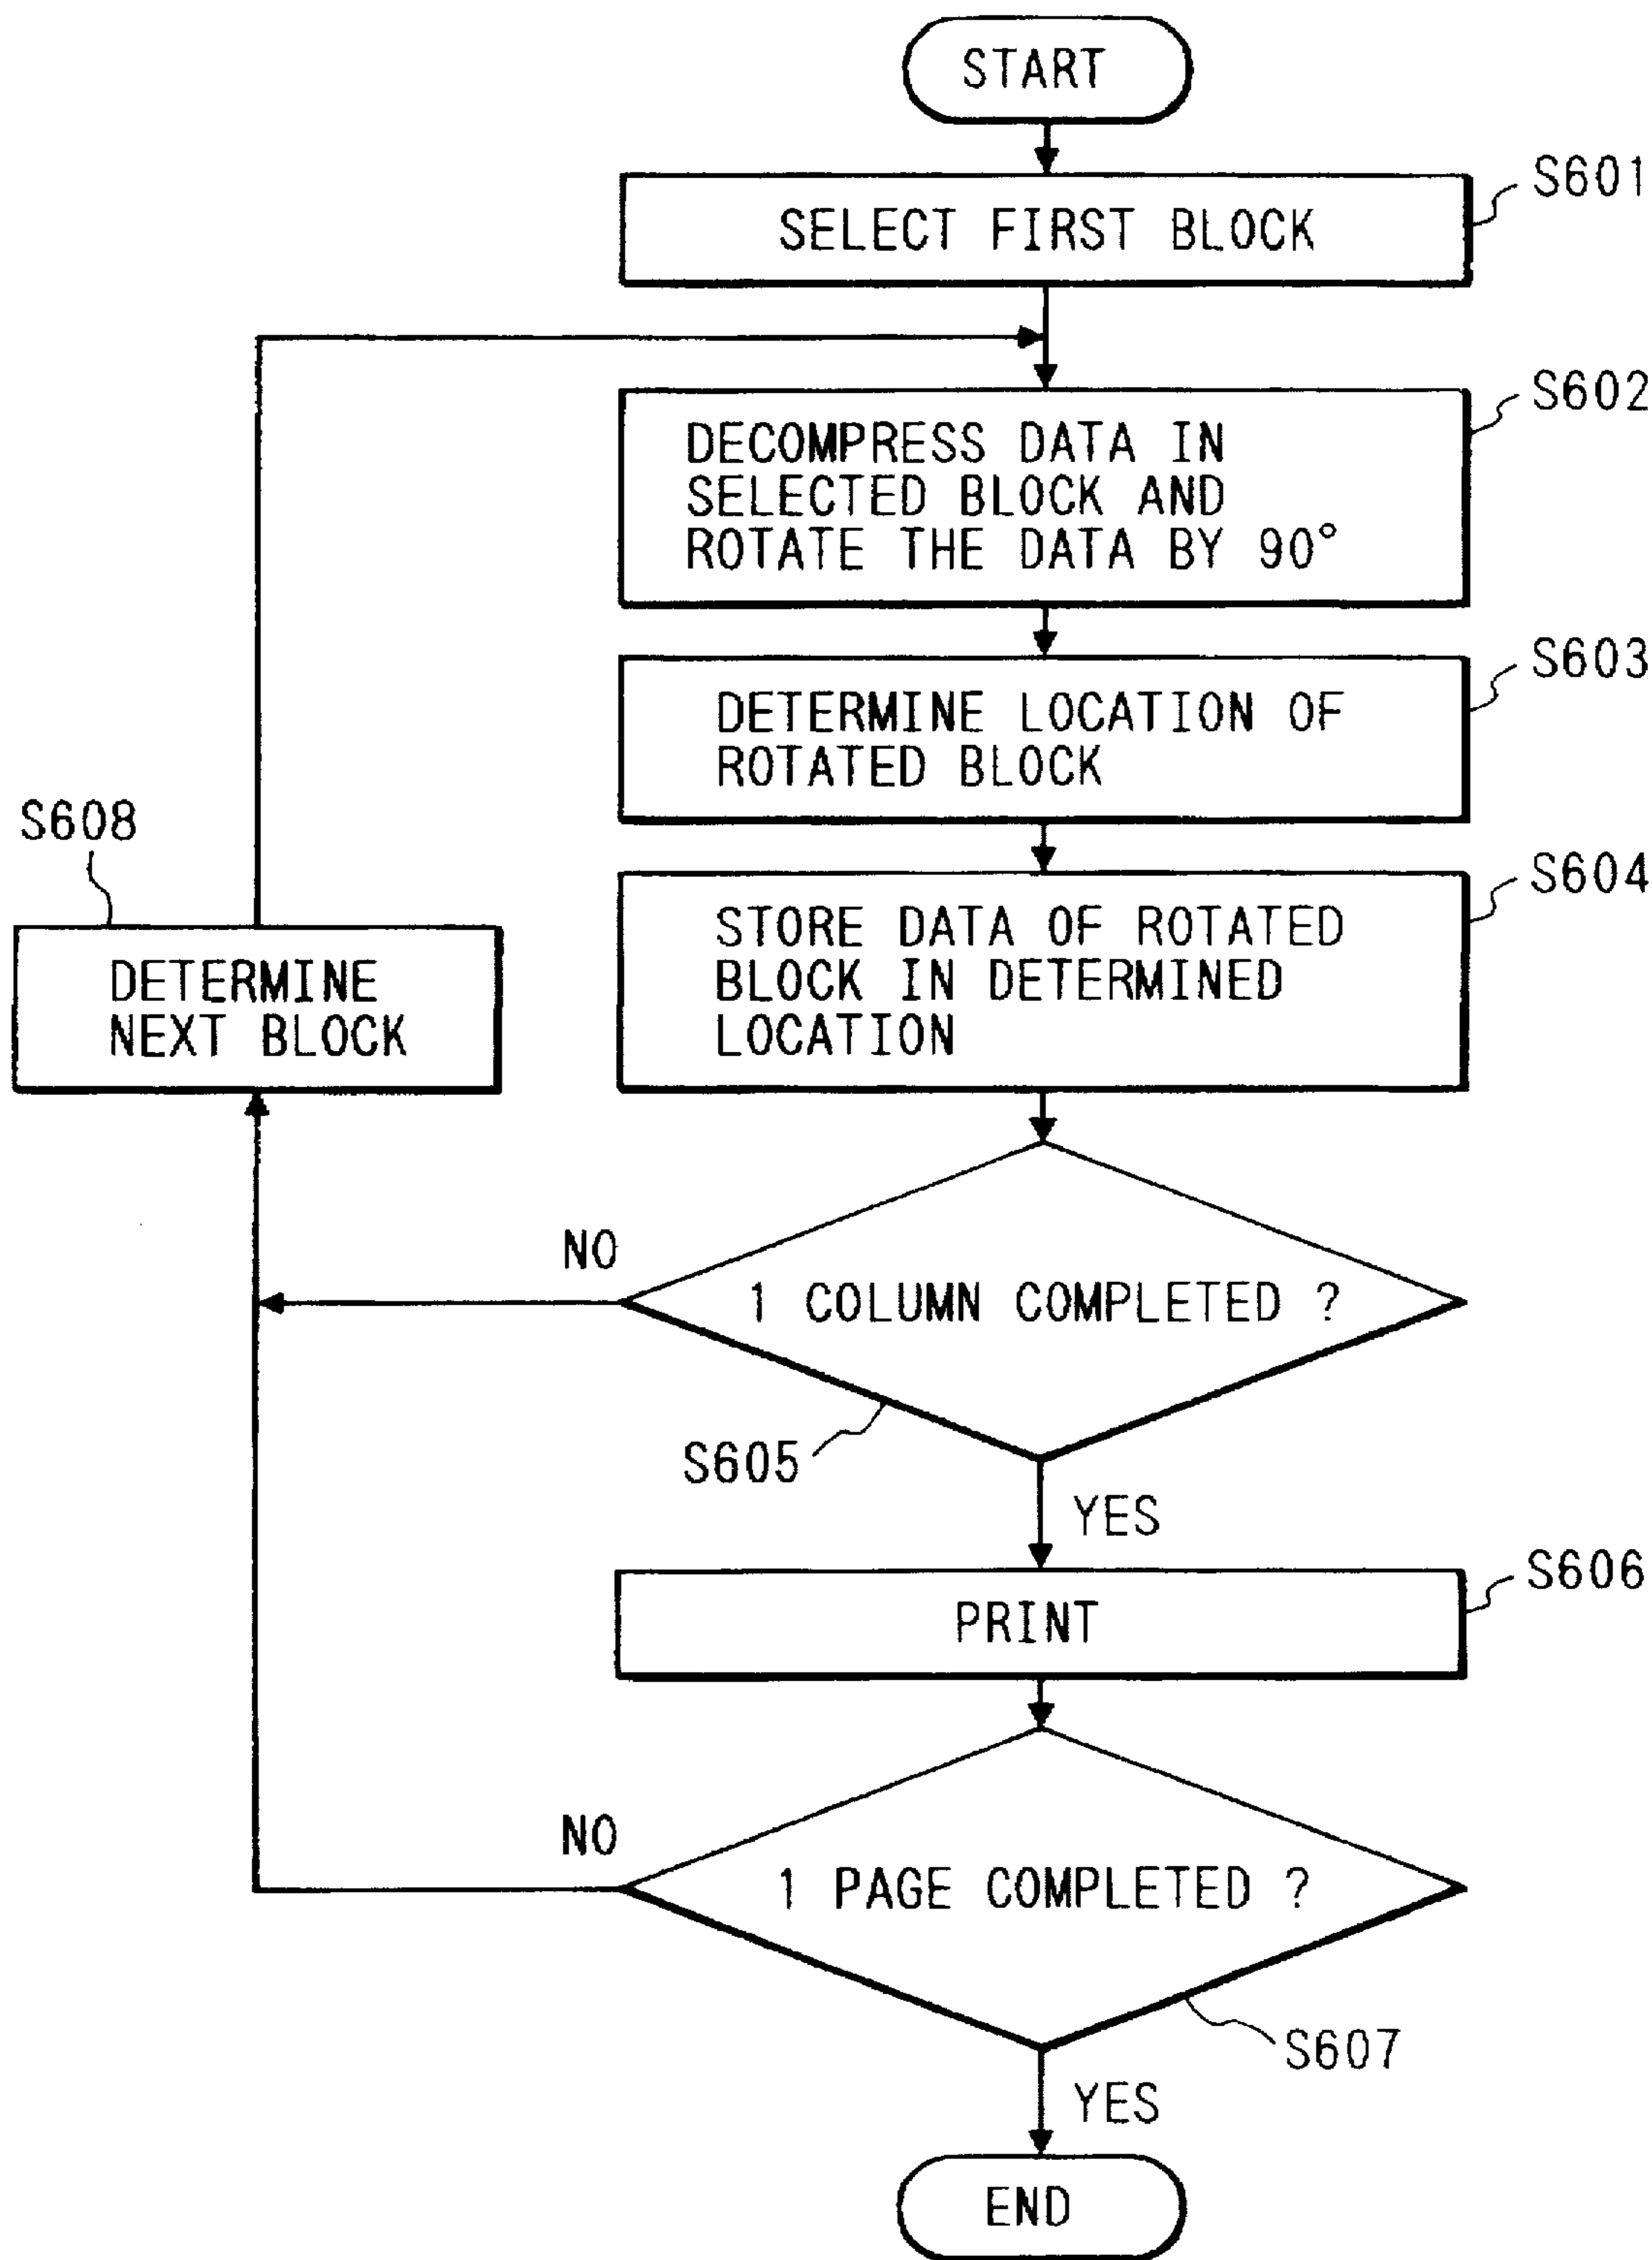 START
S601
SELECT FIRST BLOCK
S602
DECOMPRESS DATA IN
SELECTED BLOCK AND
ROTATE THE DATA BY 90°
S603
DETERMINE LOCATION OF
ROTATED BLOCK
S608
DETERMINE
NEXT BLOCK
S604
STORE DATA OF ROTATED
BLOCK IN DETERMINED
LOCATION
NO
1 COLUMN COMPLETED ?
S605
YES
S606
PRINT
NO
1 PAGE COMPLETED ?
S607
YES
END